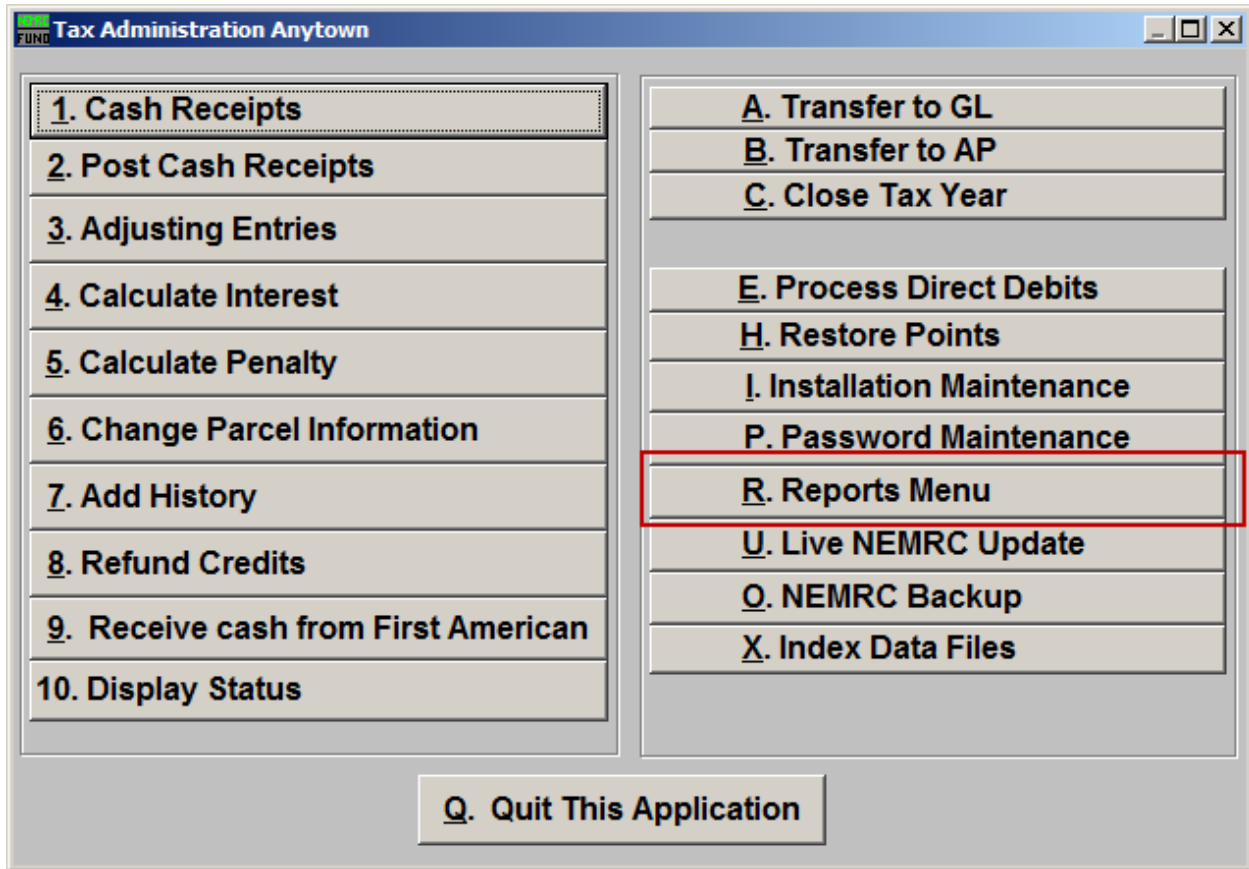 NEMRC
FUND
Tax Administration Anytown
1. Cash Receipts
2. Post Cash Receipts
3. Adjusting Entries
4. Calculate Interest
5. Calculate Penalty
6. Change Parcel Information
7. Add History
8. Refund Credits
9. Receive cash from First American
10. Display Status
A. Transfer to GL
B. Transfer to AP
C. Close Tax Year
E. Process Direct Debits
H. Restore Points
I. Installation Maintenance
P. Password Maintenance
R. Reports Menu
U. Live NEMRC Update
O. NEMRC Backup
X. Index Data Files
Q. Quit This Application